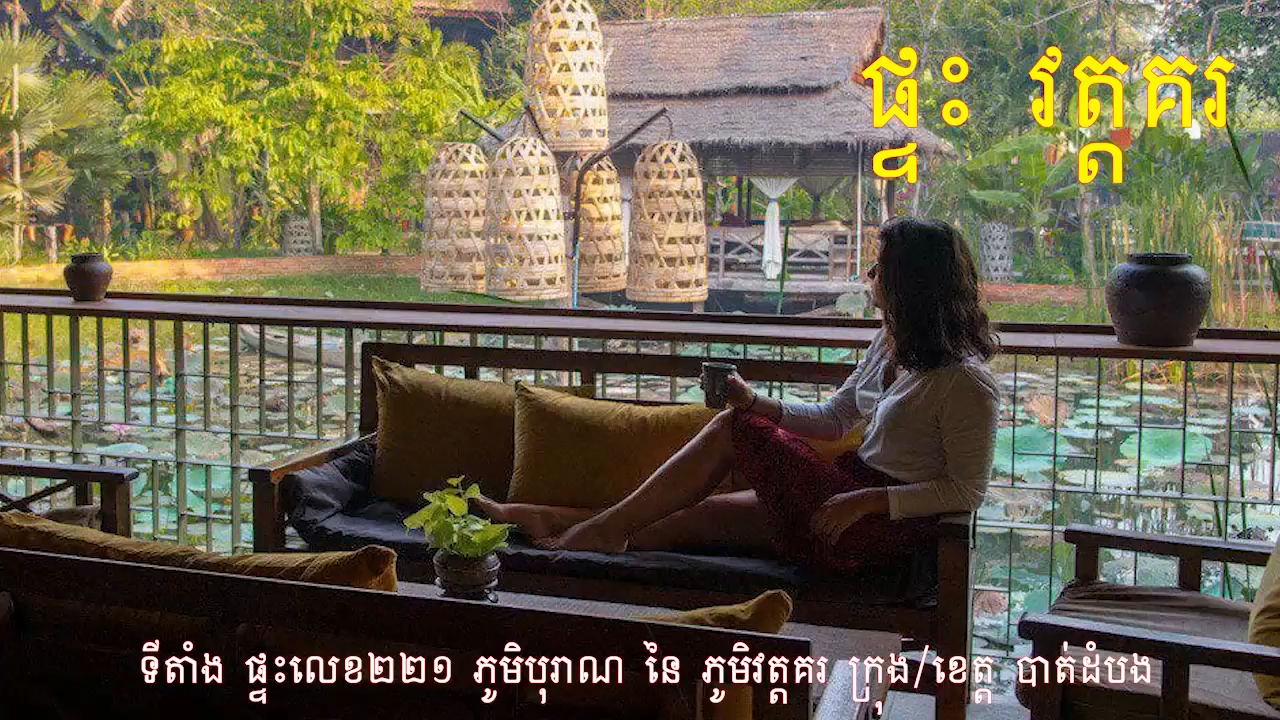 ផ្ទះ វត្តគរ
ទីតាំង ផ្ទះលេខ២២១ ភូមិបុរាណ នៃ ភូមិវត្តគរ ក្រុង/ខេត្ត បាត់ដំបង